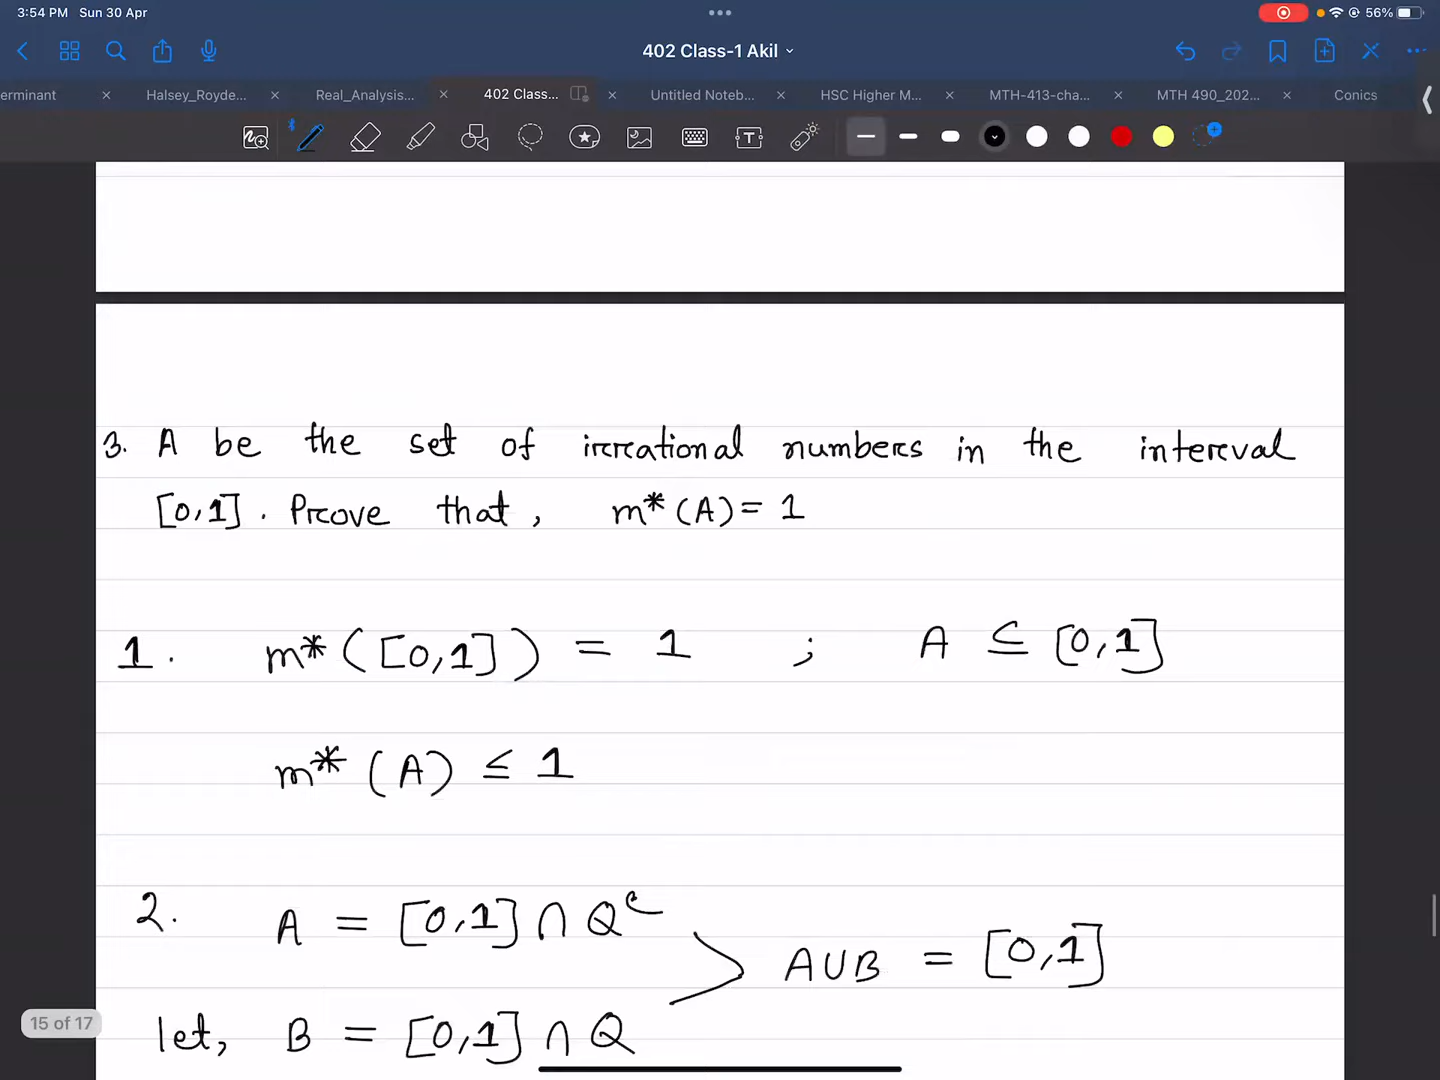 3:54 PM Sun 30 Apr
56%
402 Class-1 Akil
erminant
Halsey_Royde...
Real_Analysis...
402 Class...
Untitled Noteb...
HSC Higher M...
MTH-413-cha...
MTH 490_202...
Conics
3. A be the set of irrational numbers in the interval
[0,1]. Prove that, m*(A) = 1
1. m*([0,1]) = 1 ; A ⊆ [0,1]
m*(A) ≤ 1
2. A = [0,1] ∩ Qᶜ
A∪B = [0,1]
let, B = [0,1] ∩ Q
15 of 17